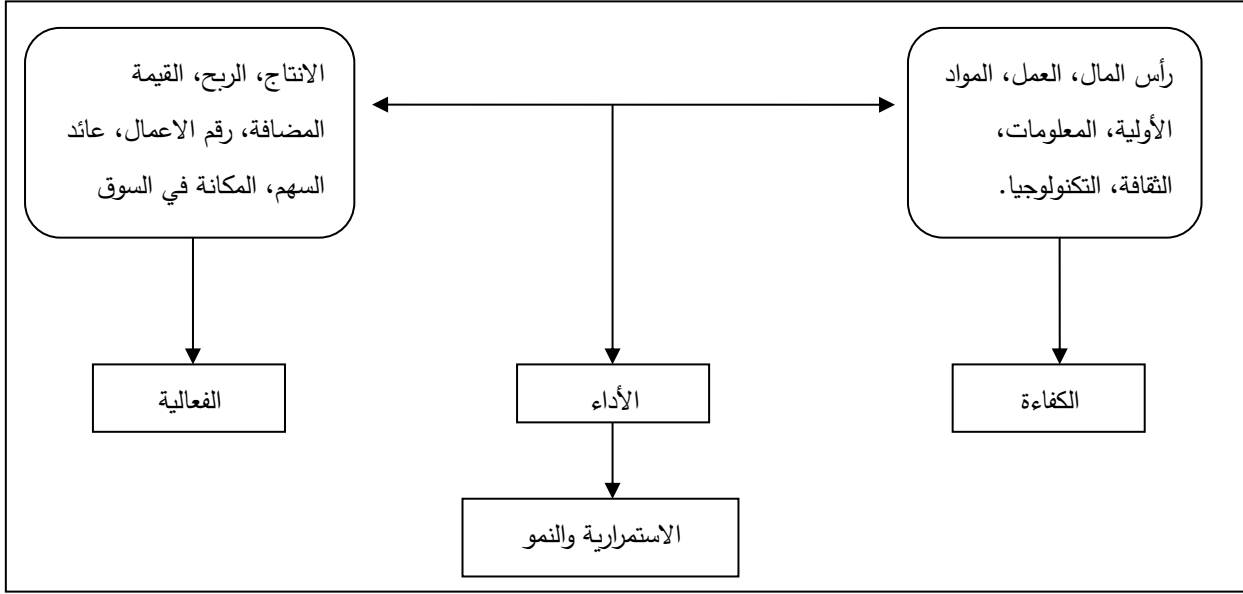 رأس المال، العمل، المواد
الأولية، المعلومات،
الثقافة، التكنولوجيا.
الانتاج، الربح، القيمة
المضافة، رقم الاعمال، عائد
السهم، المكانة في السوق
الكفاءة
الأداء
الفعالية
الاستمرارية والنمو